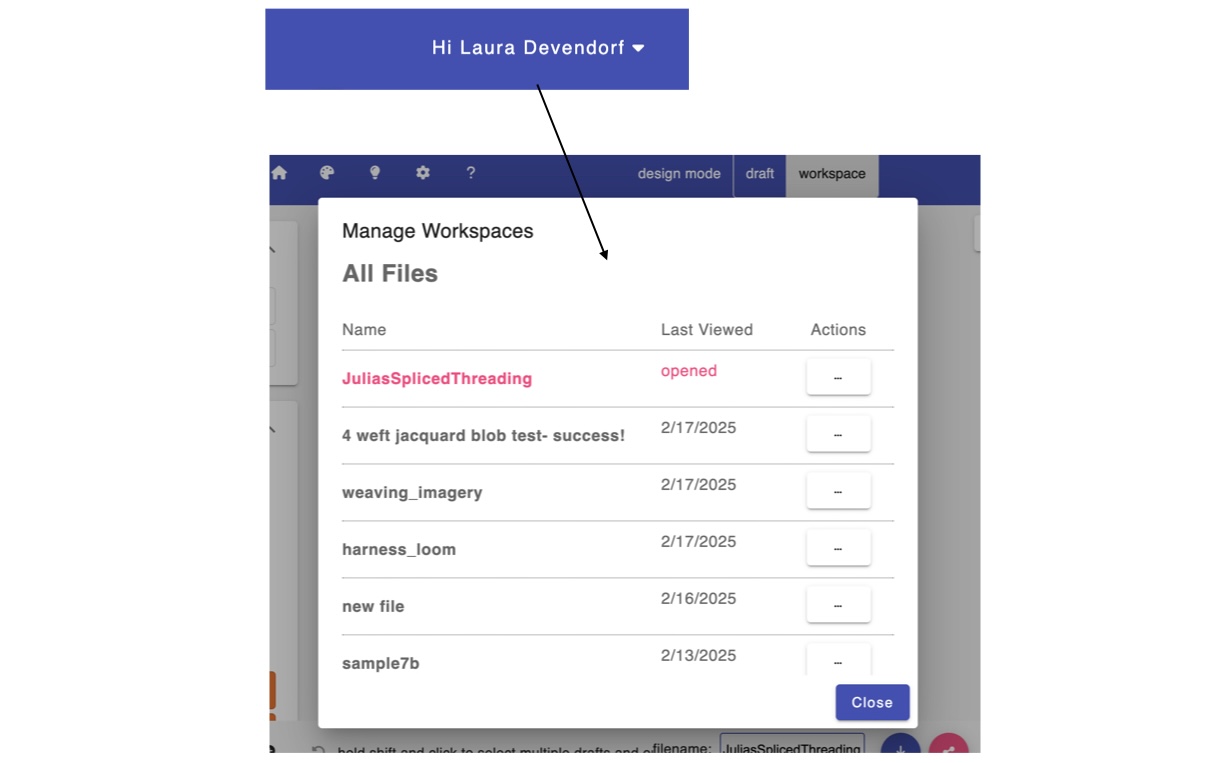 Hi Laura Devendorf
?
design mode
draft
workspace
Manage Workspaces
All Files
Name Last Viewed Actions
JuliasSplicedThreading opened ...
4 weft jacquard blob test- success! 2/17/2025 ...
weaving_imagery 2/17/2025 ...
harness_loom 2/17/2025 ...
new file 2/16/2025 ...
sample7b 2/13/2025 ...
Close
hold shift and click to select multiple drafts and
filename: JuliasSplicedThreading